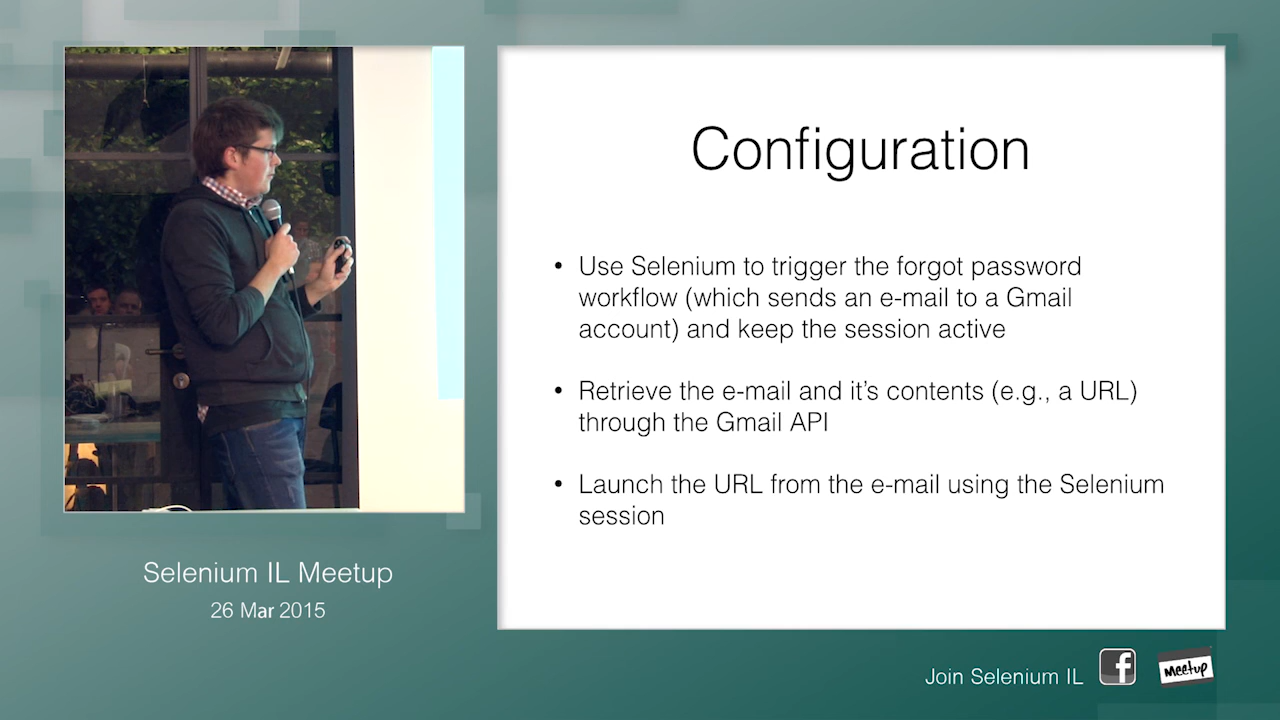 Configuration
• Use Selenium to trigger the forgot password
workflow (which sends an e-mail to a Gmail
account) and keep the session active
• Retrieve the e-mail and it’s contents (e.g., a URL)
through the Gmail API
• Launch the URL from the e-mail using the Selenium
session
Selenium IL Meetup
26 Mar 2015
Join Selenium IL
f
Meetup